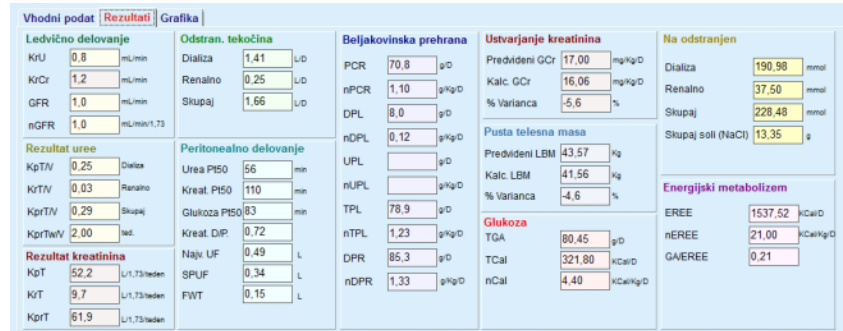 Vhodni podat Rezultati Grafika
Ledvično delovanje
KrU 0,8 mL/min
KrCr 1,2 mL/min
GFR 1,0 mL/min
nGFR 1,0 mL/min/1,73
Rezultat uree
KpT/V 0,25 Dializa
KrT/V 0,03 Renalno
KprT/V 0,29 Skupaj
KprTw/V 2,00 ted.
Rezultat kreatinina
KpT 52,2 L/1,73/teden
KrT 9,7 L/1,73/teden
KprT 61,9 L/1,73/teden
Odstran. tekočina
Dializa 1,41 L/D
Renalno 0,25 L/D
Skupaj 1,66 L/D
Peritonealno delovanje
Urea Pt50 56 min
Kreat. Pt50 110 min
Glukoza Pt50 83 min
Kreat. D/P. 0,72
Najv. UF 0,49 L
SPUF 0,34 L
FWT 0,15 L
Beljakovinska prehrana
PCR 70,8 g/D
nPCR 1,10 g/Kg/D
DPL 8,0 g/D
nDPL 0,12 g/Kg/D
UPL g/D
nUPL g/Kg/D
TPL 78,9 g/D
nTPL 1,23 g/Kg/D
DPR 85,3 g/D
nDPR 1,33 g/Kg/D
Ustvarjanje kreatinina
Predvideni GCr 17,00 mg/Kg/D
Kalc. GCr 16,06 mg/Kg/D
% Varianca -5,6 %
Pusta telesna masa
Predvideni LBM 43,57 Kg
Kalc. LBM 41,56 Kg
% Varianca -4,6 %
Glukoza
TGA 80,45 g/D
TCal 321,80 KCal/D
nCal 4,40 KCal/Kg/D
Na odstranjen
Dializa 190,98 mmol
Renalno 37,50 mmol
Skupaj 228,48 mmol
Skupaj soli (NaCl) 13,35 g
Energijski metabolizem
EREE 1537,52 KCal/D
nEREE 21,00 KCal/Kg/D
GA/EREE 0,21